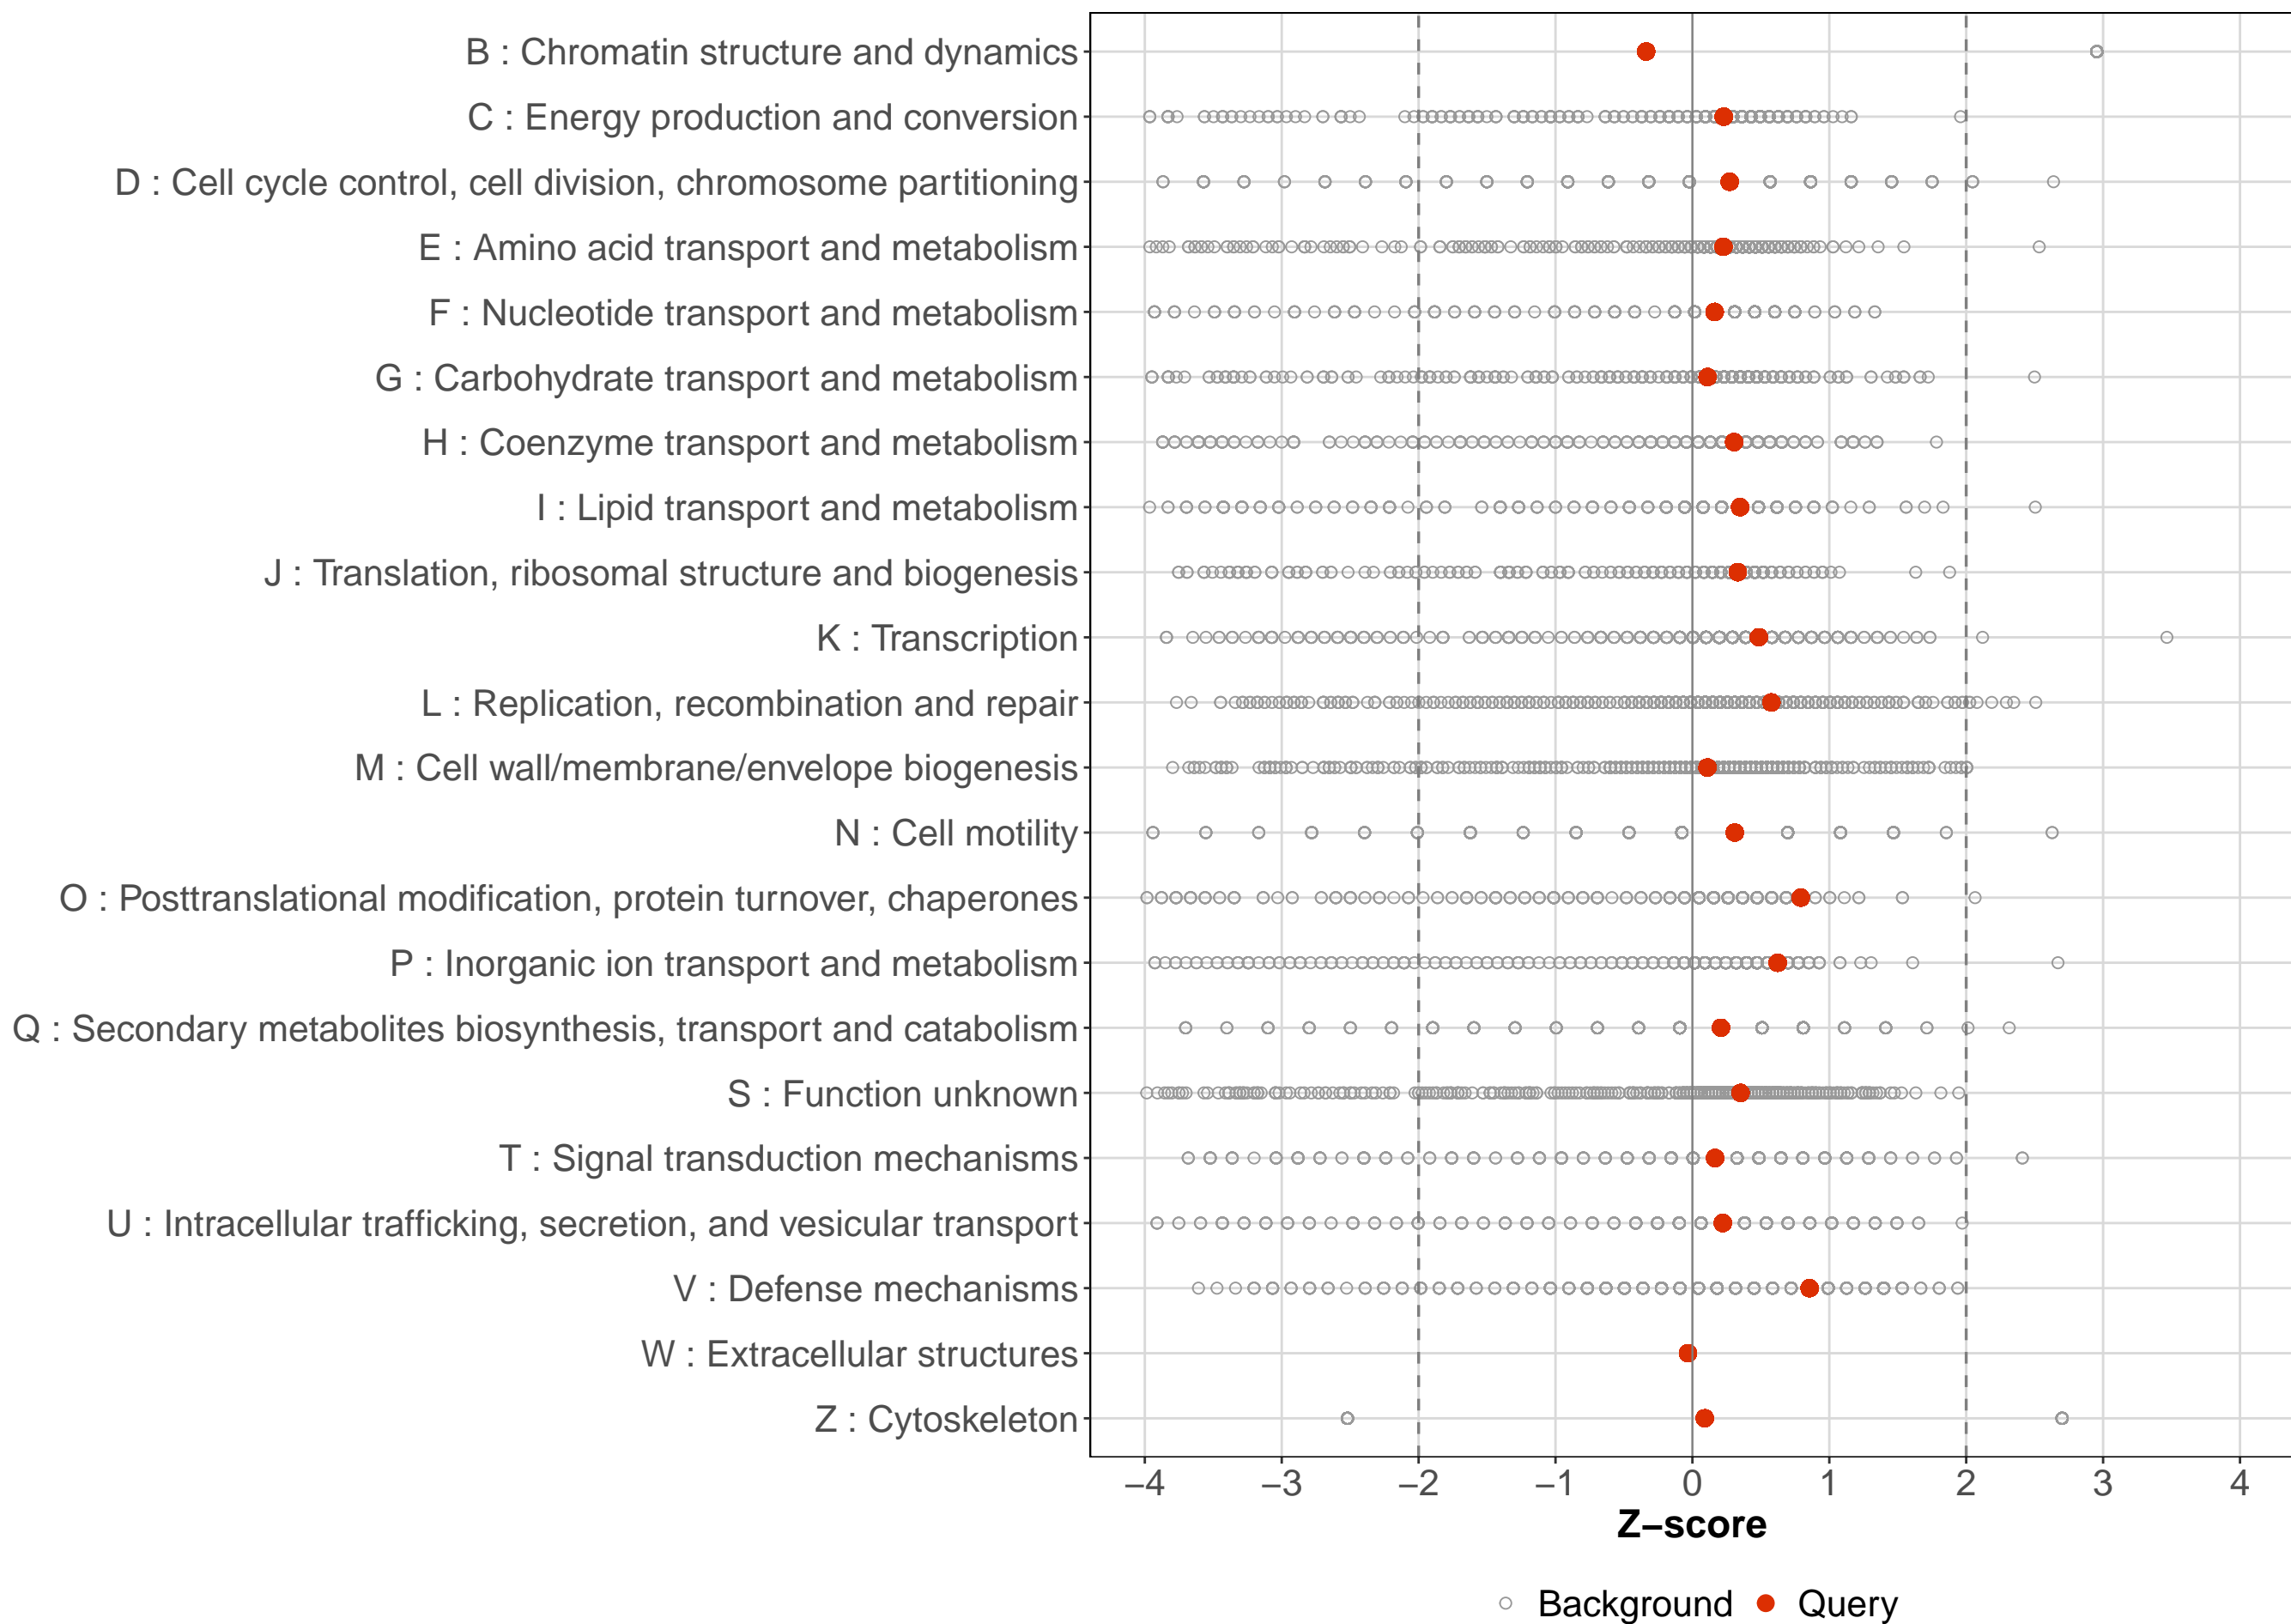 B : Chromatin structure and dynamics
C : Energy production and conversion
D : Cell cycle control, cell division, chromosome partitioning
E : Amino acid transport and metabolism
F : Nucleotide transport and metabolism
G : Carbohydrate transport and metabolism
H : Coenzyme transport and metabolism
I : Lipid transport and metabolism
J : Translation, ribosomal structure and biogenesis
K : Transcription
L : Replication, recombination and repair
M : Cell wall/membrane/envelope biogenesis
N : Cell motility
O : Posttranslational modification, protein turnover, chaperones
P : Inorganic ion transport and metabolism
Q : Secondary metabolites biosynthesis, transport and catabolism
S : Function unknown
T : Signal transduction mechanisms
U : Intracellular trafficking, secretion, and vesicular transport
V : Defense mechanisms
W : Extracellular structures
Z : Cytoskeleton
−4 −3 −2 −1 0 1 2 3 4
Z−score
Background Query